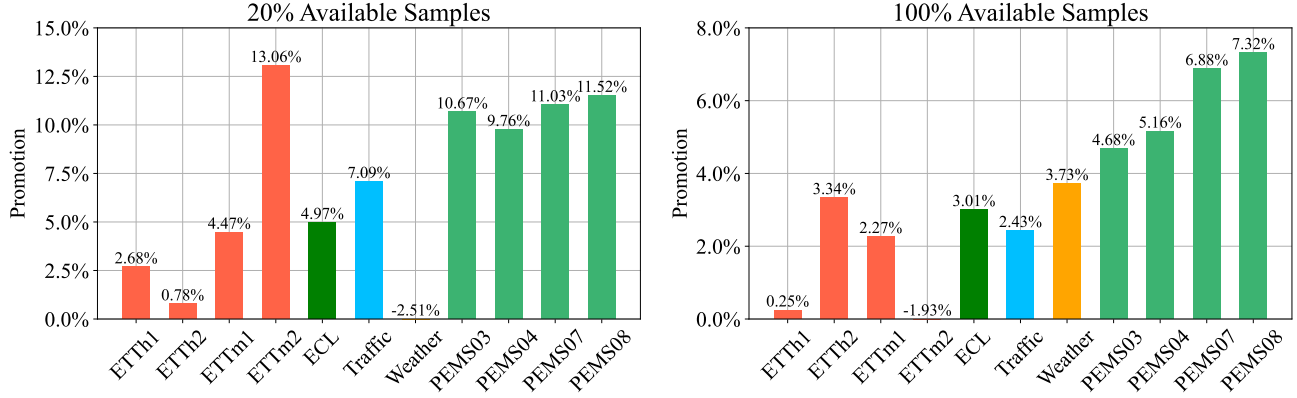 20% Available Samples
Promotion
15.0%
12.5%
10.0%
7.5%
5.0%
2.5%
0.0%
2.68%
0.78%
4.47%
13.06%
4.97%
7.09%
-2.51%
10.67%
9.76%
11.03%
11.52%
ETTh1
ETTh2
ETTm1
ETTm2
ECL
Traffic
Weather
PEMS03
PEMS04
PEMS07
PEMS08
100% Available Samples
Promotion
8.0%
6.0%
4.0%
2.0%
0.0%
0.25%
3.34%
2.27%
-1.93%
3.01%
2.43%
3.73%
4.68%
5.16%
6.88%
7.32%
ETTh1
ETTh2
ETTm1
ETTm2
ECL
Traffic
Weather
PEMS03
PEMS04
PEMS07
PEMS08